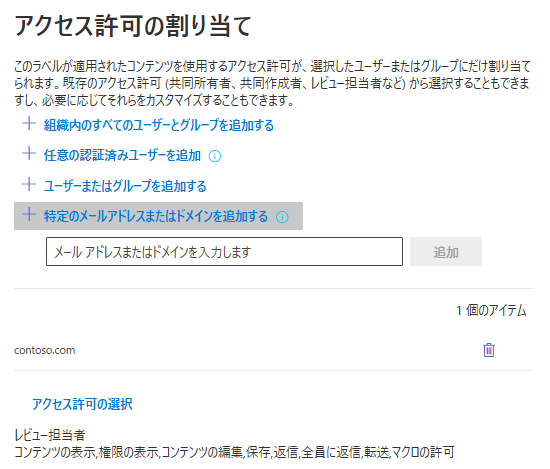 アクセス許可の割り当て
このラベルが適用されたコンテンツを使用するアクセス許可が、選択したユーザーまたはグループにだけ割り当て
られます。既存のアクセス許可 (共同所有者、共同作成者、レビュー担当者など) から選択することもできま
すし、必要に応じてそれらをカスタマイズすることもできます。
+ 組織内のすべてのユーザーとグループを追加する
+ 任意の認証済みユーザーを追加
+ ユーザーまたはグループを追加する
+ 特定のメールアドレスまたはドメインを追加する
メール アドレスまたはドメインを入力します 追加
1 個のアイテム
contoso.com
アクセス許可の選択
レビュー担当者
コンテンツの表示,権限の表示,コンテンツの編集,保存,返信,全員に返信,転送,マクロの許可